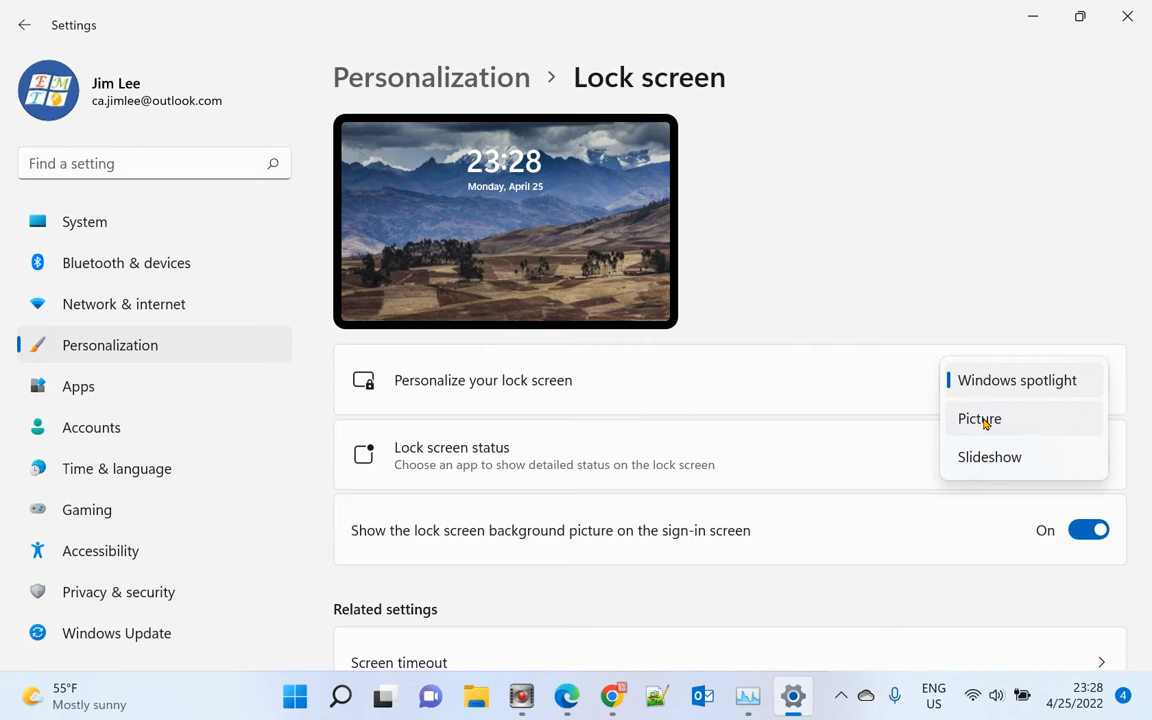 Settings
Jim Lee
ca.jimlee@outlook.com
Find a setting
System
Bluetooth & devices
Network & internet
Personalization
Apps
Accounts
Time & language
Gaming
Accessibility
Privacy & security
Windows Update
Personalization > Lock screen
23:28
Monday, April 25
Personalize your lock screen
Windows spotlight
Picture
Slideshow
Lock screen status
Choose an app to show detailed status on the lock screen
Show the lock screen background picture on the sign-in screen
On
Related settings
Screen timeout
55°F
Mostly sunny
ENG
US
23:28
4/25/2022
4